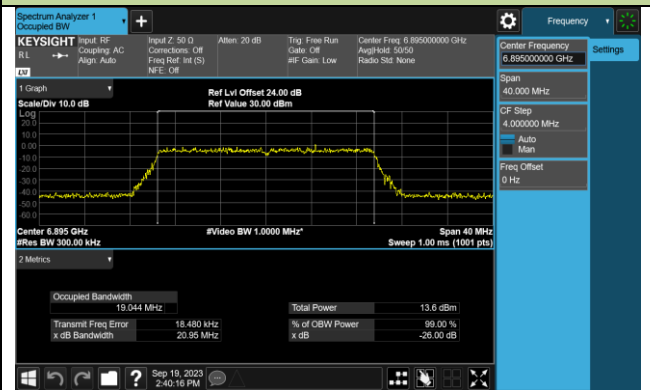 Spectrum Analyzer 1
Occupied BW
Frequency
KEYSIGHT
RL
Input: RF
Coupling: AC
Align: Auto
Input Z: 50 Ω
Corrections: Off
Freq Ref: Int (S)
NFE: Off
Atten: 20 dB
Trig: Free Run
Gate: Off
#IF Gain: Low
Center Freq: 6.895000000 GHz
Avg|Hold: 50/50
Radio Std: None
LXI
Center Frequency
6.895000000 GHz
Settings
Span
40.000 MHz
CF Step
4.000000 MHz
Auto
Man
Freq Offset
0 Hz
1 Graph
Scale/Div 10.0 dB
Ref Lvl Offset 24.00 dB
Ref Value 30.00 dBm
Log
20.0
10.0
0.00
-10.0
-20.0
-30.0
-40.0
-50.0
-60.0
Center 6.895 GHz
#Res BW 300.00 kHz
#Video BW 1.0000 MHz*
Span 40 MHz
Sweep 1.00 ms (1001 pts)
2 Metrics
Occupied Bandwidth
19.044 MHz
Total Power 13.6 dBm
Transmit Freq Error 18.480 kHz
% of OBW Power 99.00 %
x dB Bandwidth 20.95 MHz
x dB -26.00 dB
Sep 19, 2023
2:40:16 PM